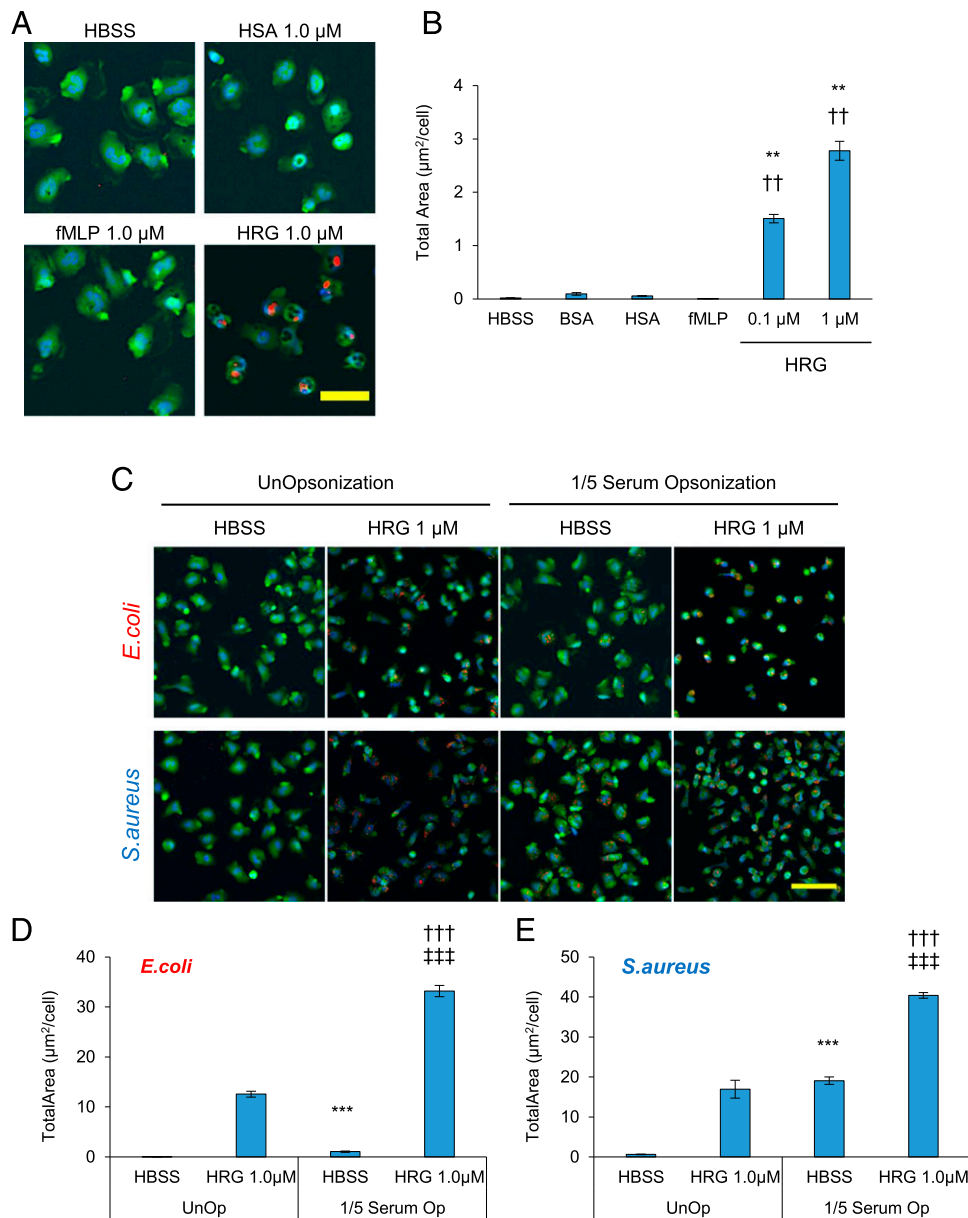 A
HBSS
HSA 1.0 µM
fMLP 1.0 µM
HRG 1.0 µM
B
Total Area (µm²/cell)
4
3
2
1
0
**
††
**
††
HBSS
BSA
HSA
fMLP
0.1 µM
1 µM
HRG
C
UnOpsonization
1/5 Serum Opsonization
HBSS
HRG 1 µM
HBSS
HRG 1 µM
E.coli
S.aureus
D
E.coli
TotalArea (µm²/cell)
40
30
20
10
0
***
†††
‡‡‡
HBSS
HRG 1.0µM
HBSS
HRG 1.0µM
UnOp
1/5 Serum Op
E
S.aureus
TotalArea (µm²/cell)
50
40
30
20
10
0
***
†††
‡‡‡
HBSS
HRG 1.0µM
HBSS
HRG 1.0µM
UnOp
1/5 Serum Op